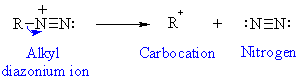 R–N⁺≡N: ⟶ R⁺ + :N≡N:
Alkyl diazonium ion
Carbocation
Nitrogen